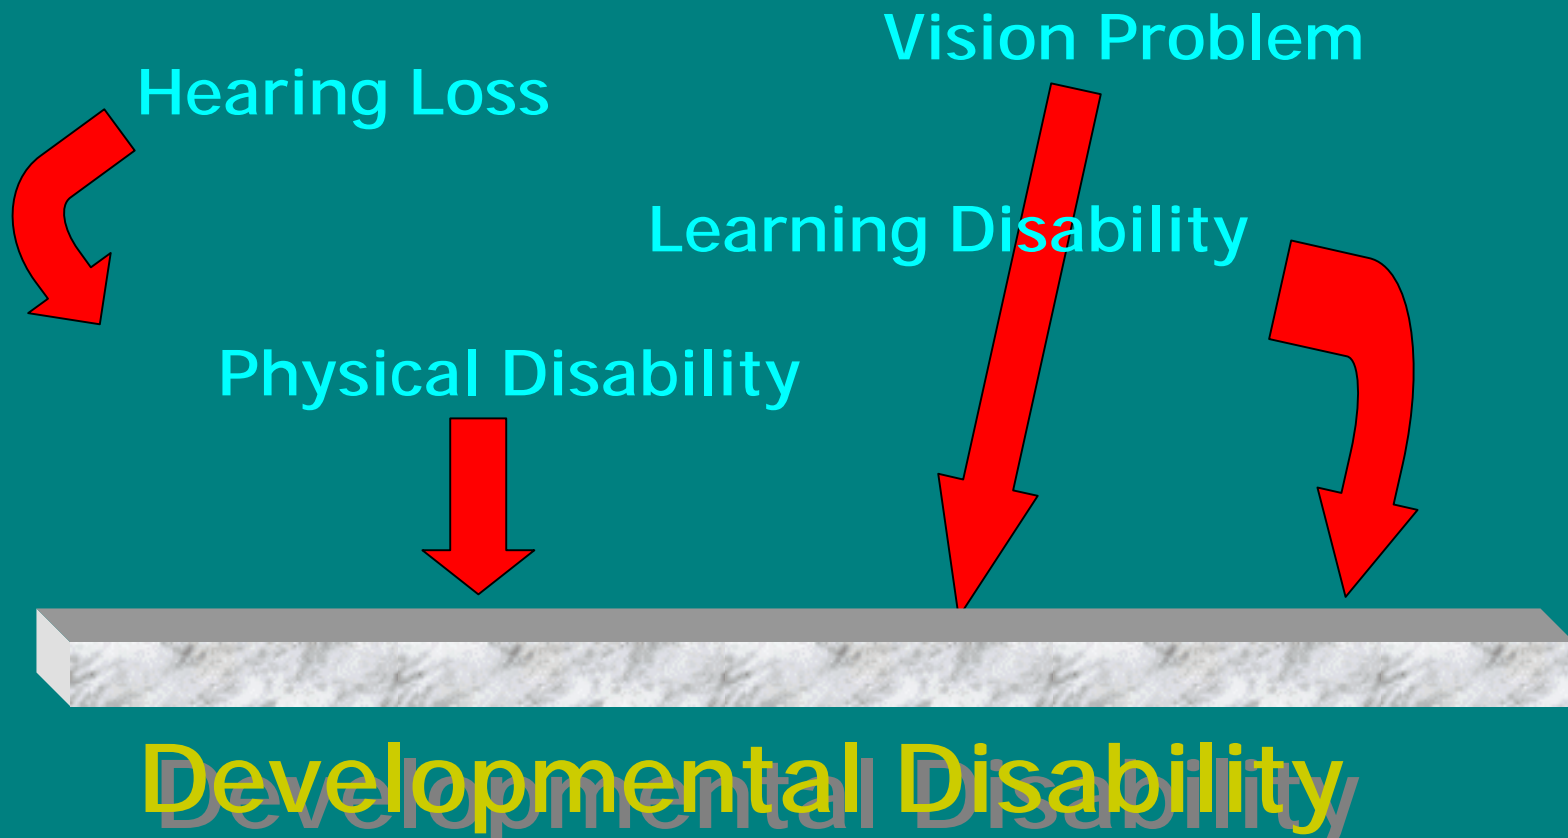 Vision Problem
Hearing Loss
Learning Disability
Physical Disability
Developmental Disability